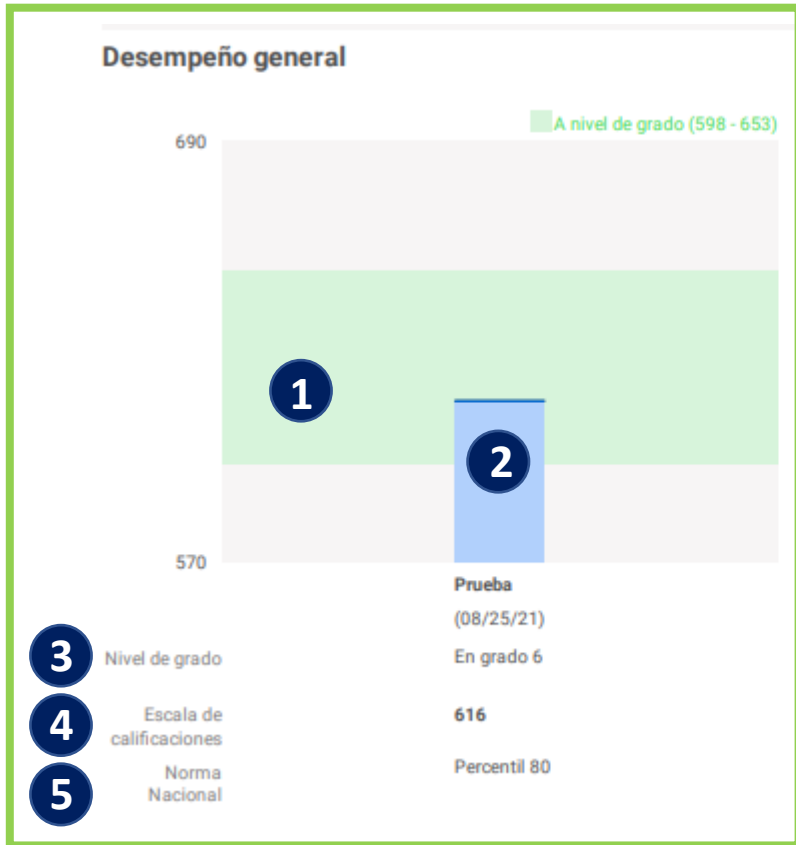 Desempeño general
A nivel de grado (598 - 653)
690
1
2
570
Prueba
(08/25/21)
3 Nivel de grado En grado 6
4 Escala de calificaciones 616
5 Norma Nacional Percentil 80